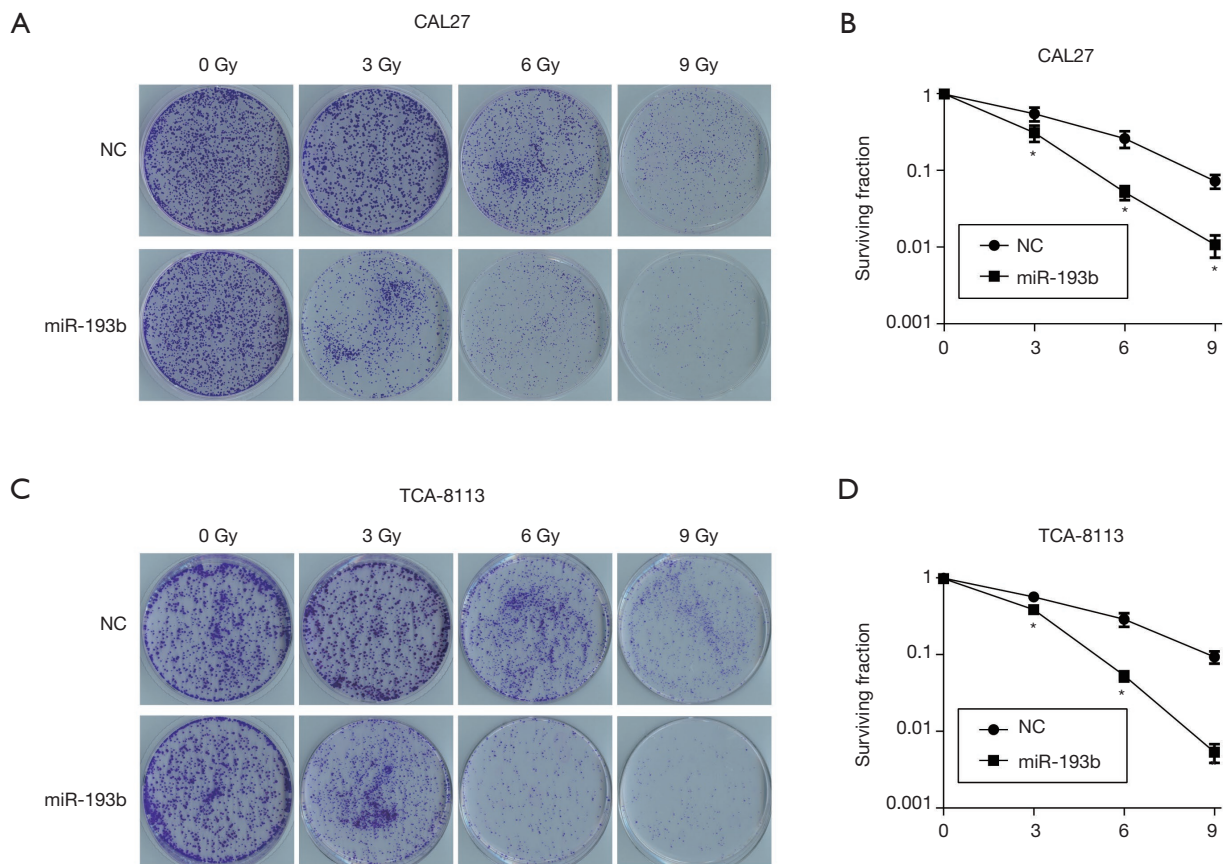 A
CAL27
0 Gy 3 Gy 6 Gy 9 Gy
NC
miR-193b
B
CAL27
Surviving fraction
1
0.1
0.01
0.001
* * *
NC
miR-193b
0 3 6 9
C
TCA-8113
0 Gy 3 Gy 6 Gy 9 Gy
NC
miR-193b
D
TCA-8113
Surviving fraction
1
0.1
0.01
0.001
* *
NC
miR-193b
0 3 6 9